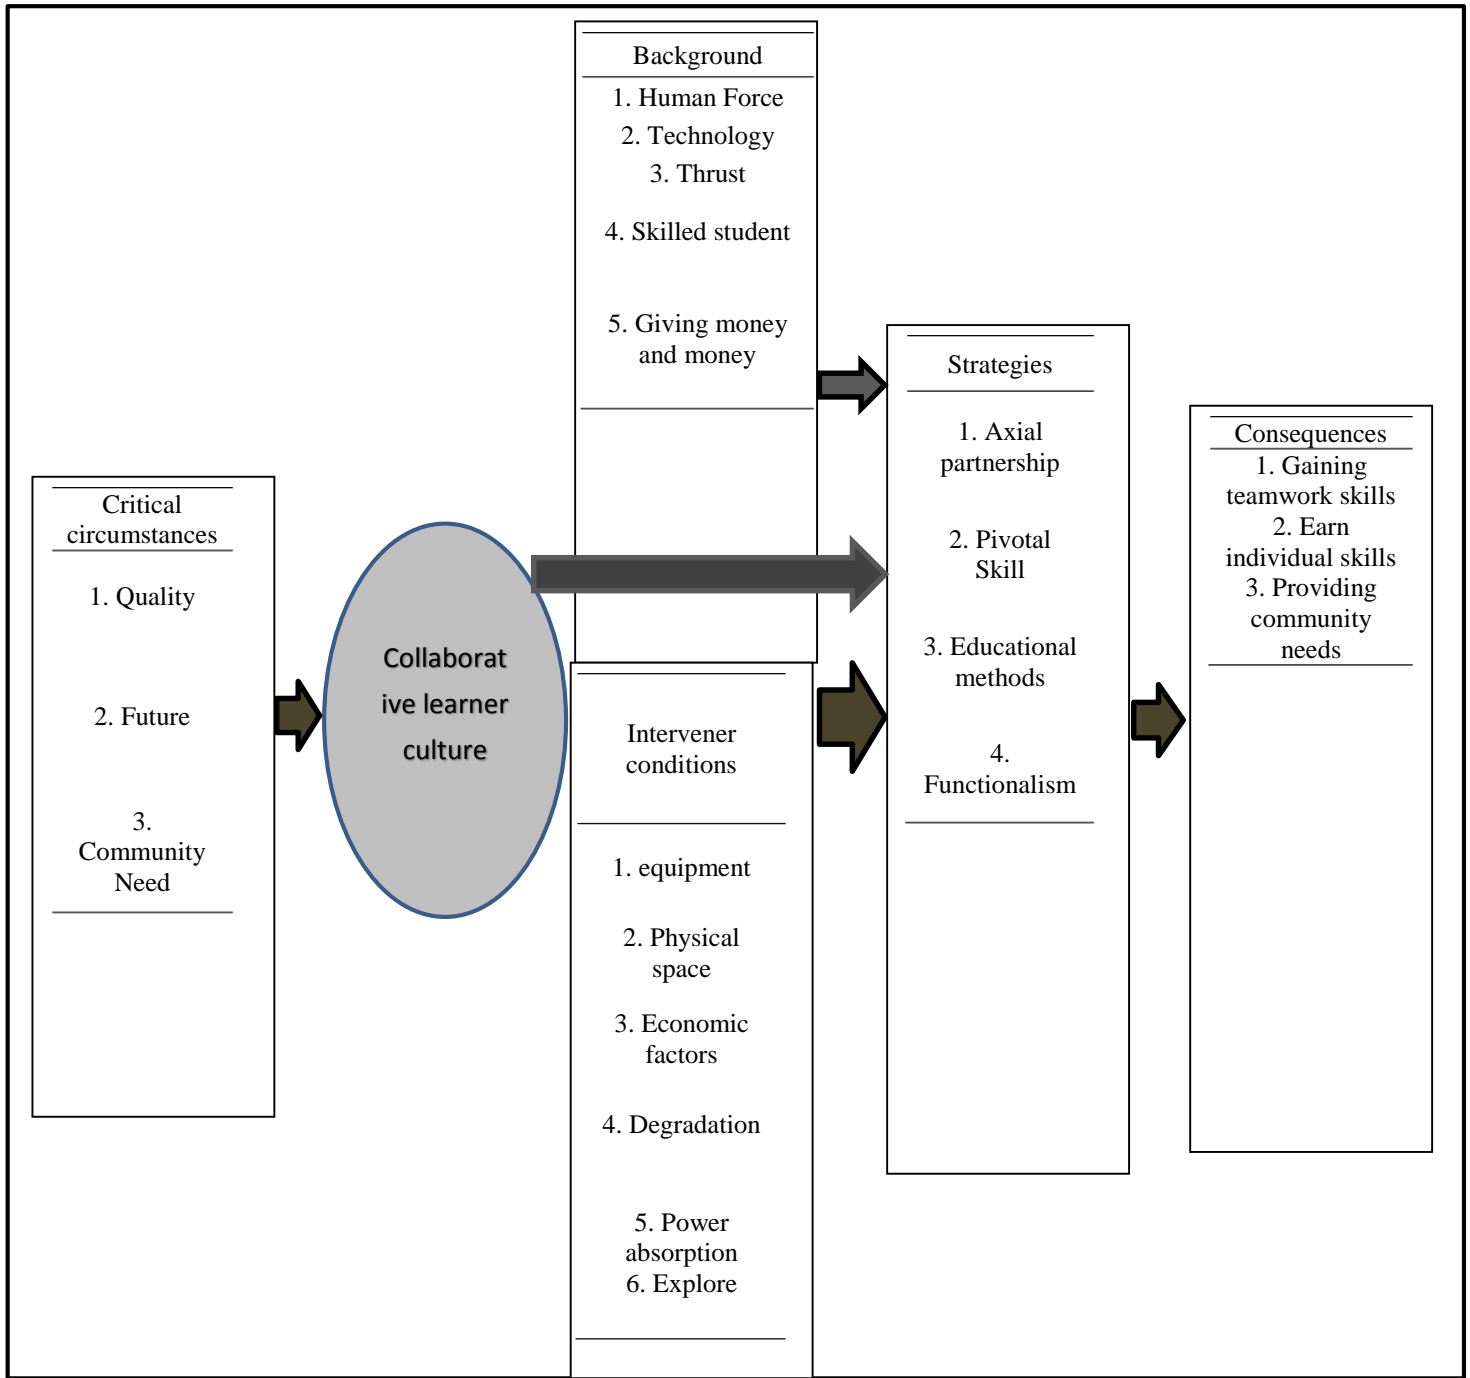 Background
1. Human Force
2. Technology
3. Thrust
4. Skilled student
5. Giving money
and money
Critical
circumstances
1. Quality
2. Future
3.
Community
Need
Collaborat
ive learner
culture
Intervener
conditions
1. equipment
2. Physical
space
3. Economic
factors
4. Degradation
5. Power
absorption
6. Explore
Strategies
1. Axial
partnership
2. Pivotal
Skill
3. Educational
methods
4.
Functionalism
Consequences
1. Gaining
teamwork skills
2. Earn
individual skills
3. Providing
community
needs